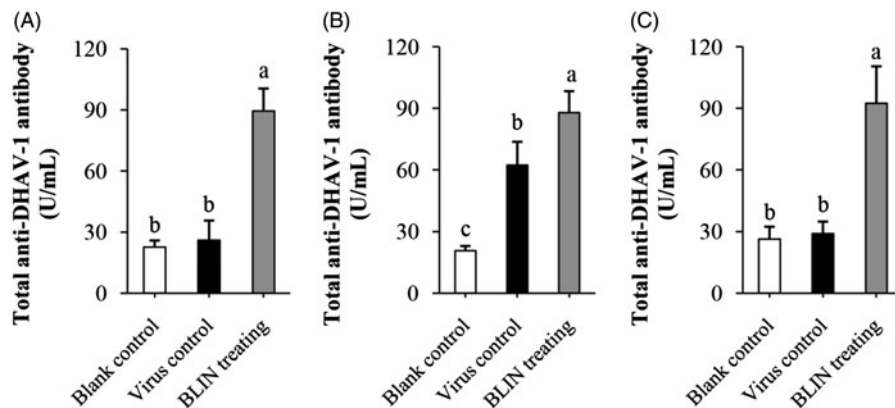 (A)
Total anti-DHAV-1 antibody
(U/mL)
120
90
60
30
0
b
b
a
Blank control
Virus control
BLIN treating
(B)
Total anti-DHAV-1 antibody
(U/mL)
120
90
60
30
0
c
b
a
Blank control
Virus control
BLIN treating
(C)
Total anti-DHAV-1 antibody
(U/mL)
120
90
60
30
0
b
b
a
Blank control
Virus control
BLIN treating